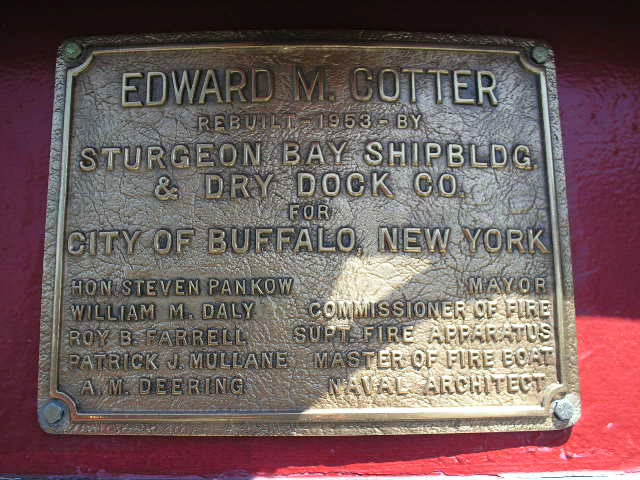 EDWARD M. COTTER
REBUILT - 1953 - BY
STURGEON BAY SHIPBLDG.
& DRY DOCK CO.
FOR
CITY OF BUFFALO, NEW YORK
HON. STEVEN PANKOW MAYOR
WILLIAM M. DALY COMMISSIONER OF FIRE
ROY B. FARRELL SUPT. FIRE APPARATUS
PATRICK J. MULLANE MASTER OF FIRE BOAT
A. M. DEERING NAVAL ARCHITECT